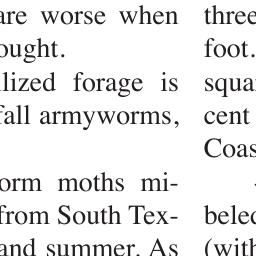 are worse when
ought.
lized forage is
fall armyworms,
orm moths mi-
from South Tex-
and summer. As
three
foot.
squa
cent
Coas
beled
(with